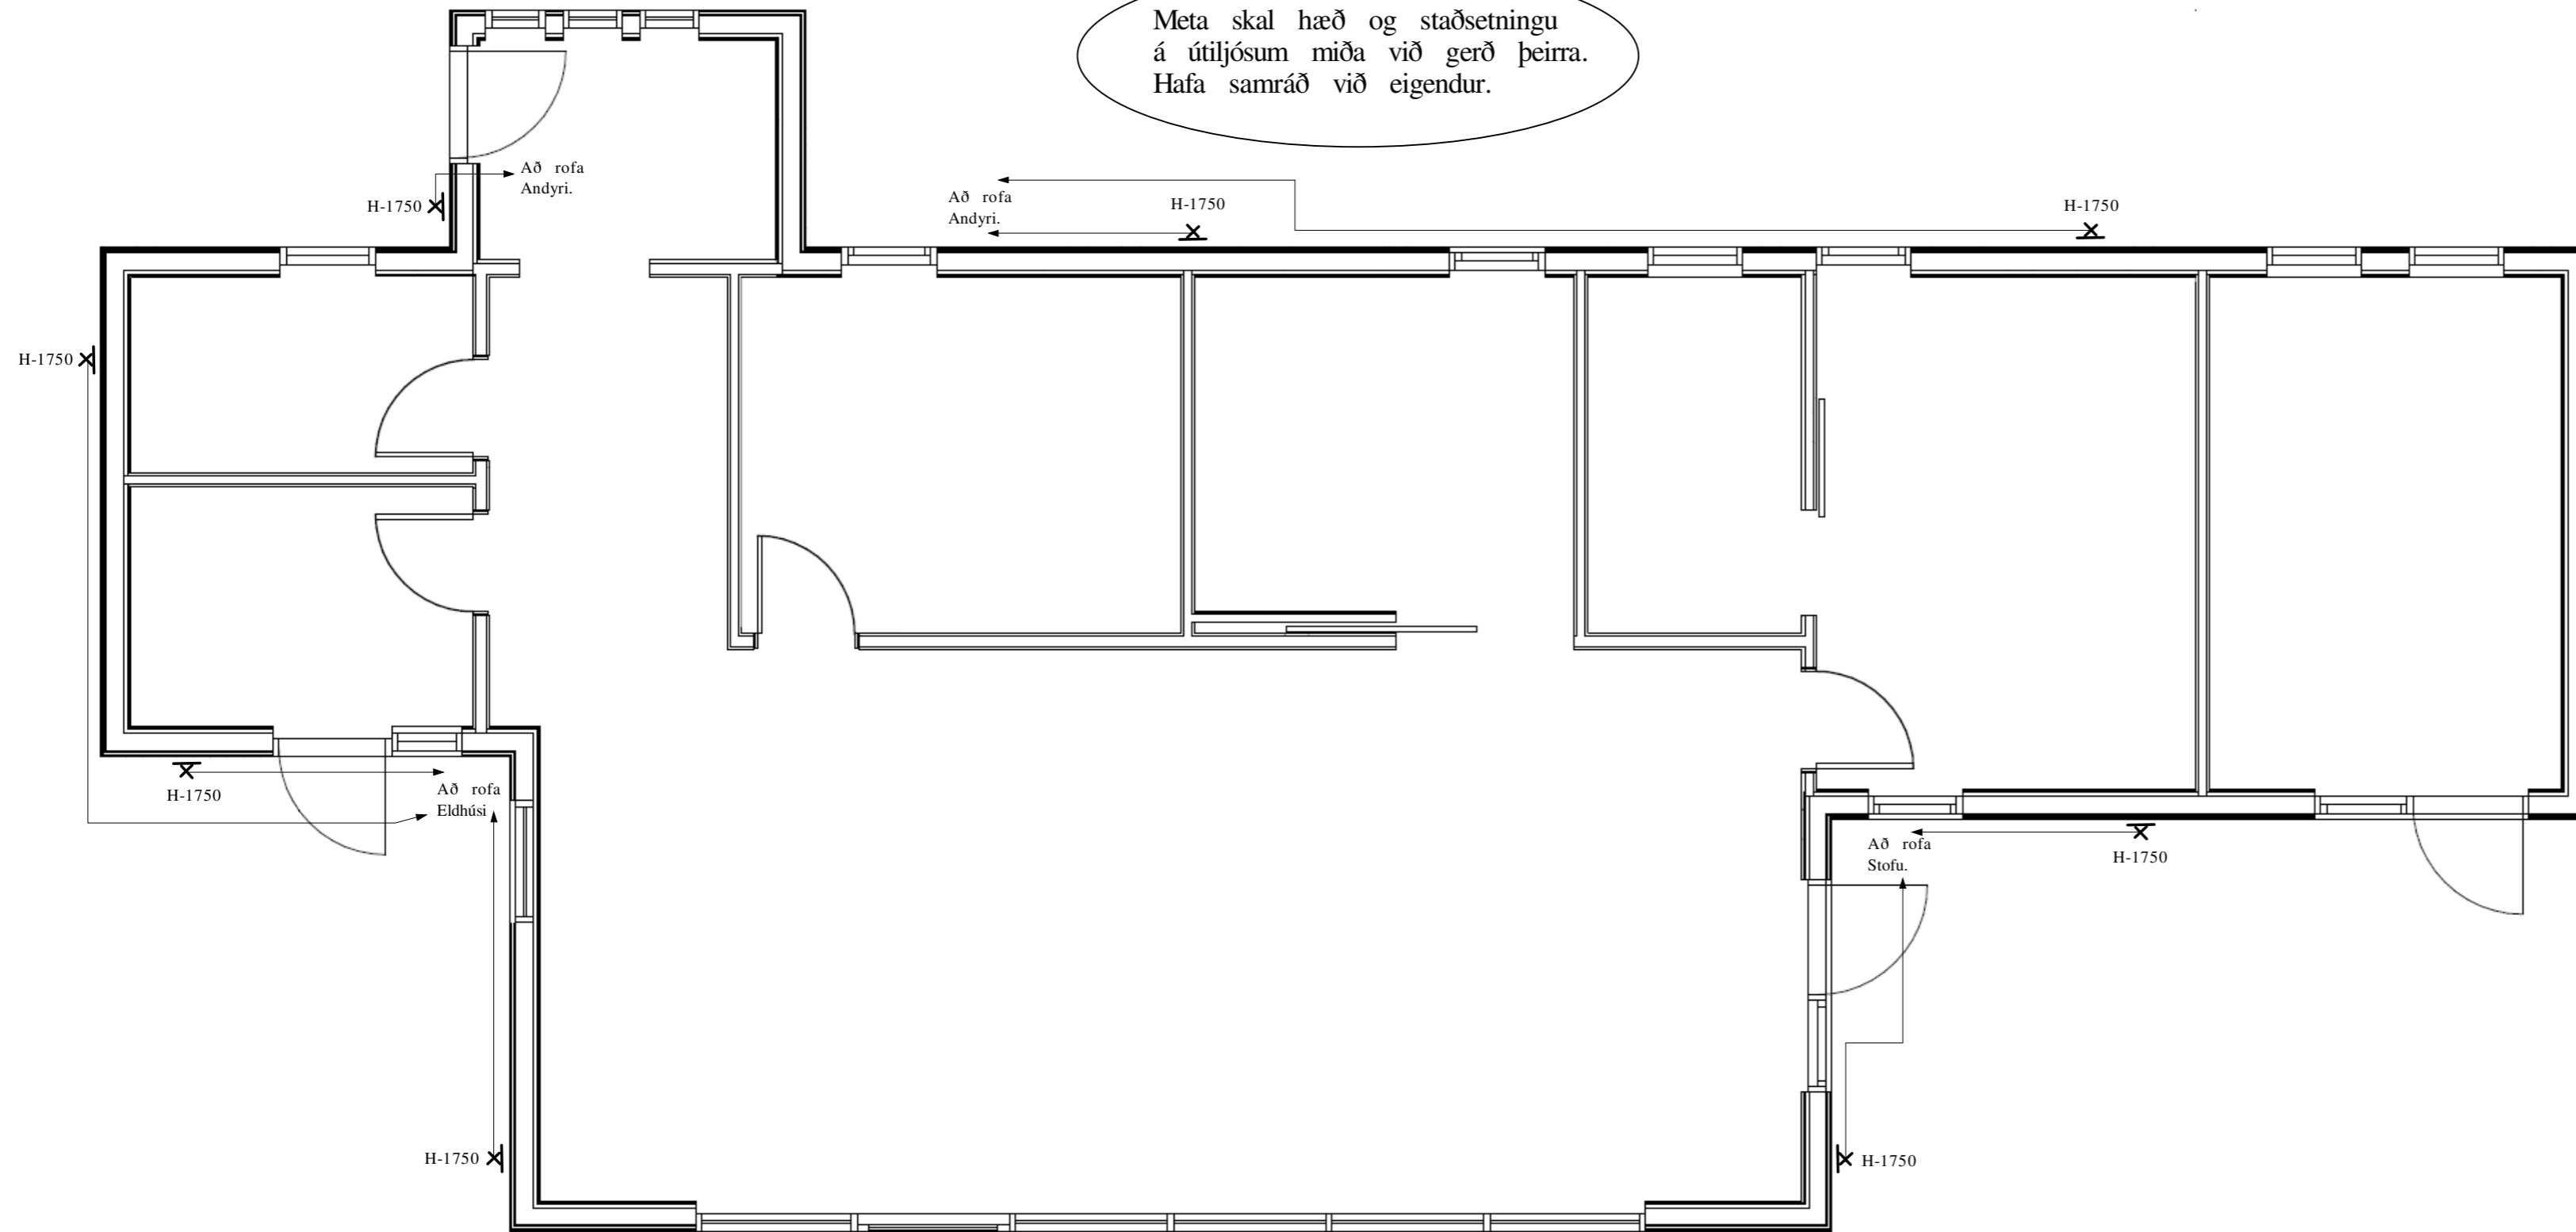 Meta skal hæð og staðsetningu
á útiljósum miða við gerð þeirra.
Hafa samráð við eigendur.
Að rofa
Andyri.
H-1750
Að rofa
Andyri.
H-1750
H-1750
H-1750
H-1750
Að rofa
Eldhúsi
Að rofa
Stofu.
H-1750
H-1750
H-1750